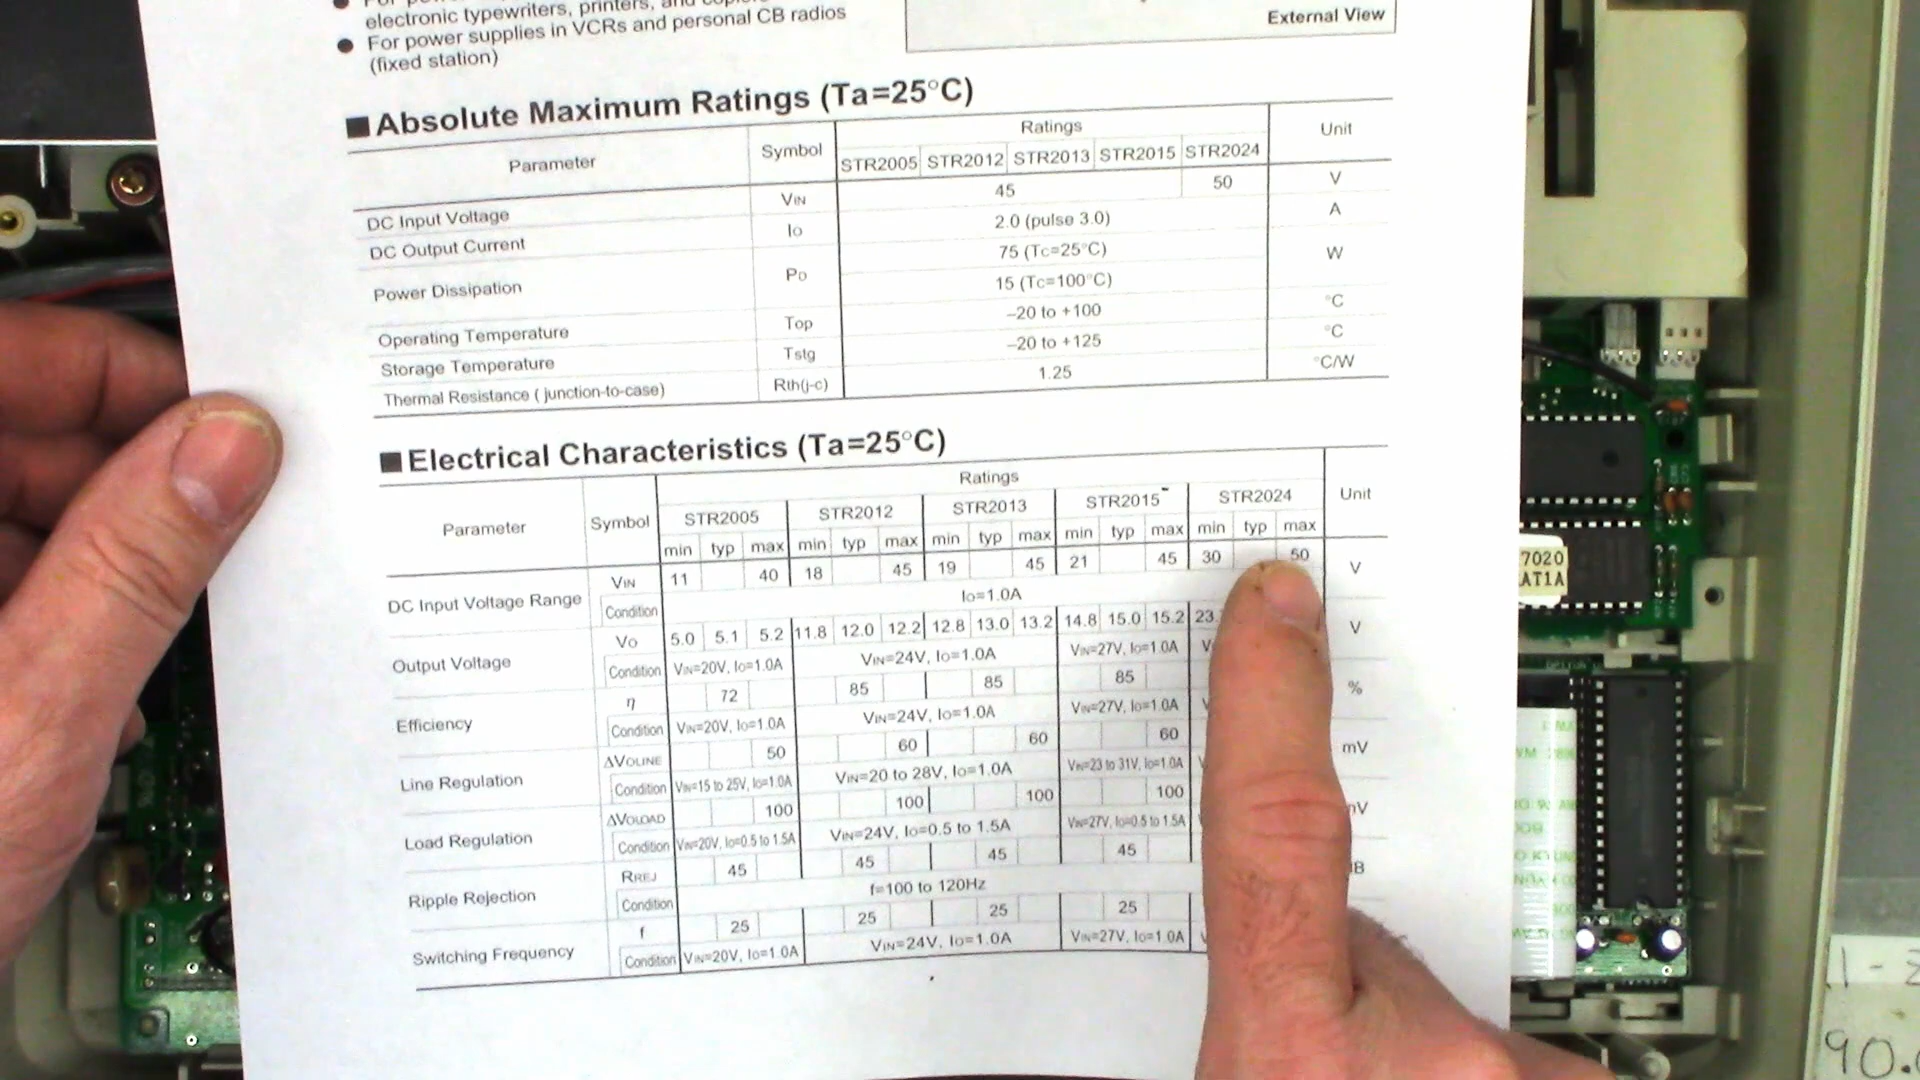 electronic typewriters, printers, and
● For power supplies in VCRs and personal CB radios
(fixed station)
External View
■ Absolute Maximum Ratings (Ta=25°C)
Parameter Symbol Ratings Unit
STR2005 STR2012 STR2013 STR2015 STR2024
DC Input Voltage VIN 45 50 V
DC Output Current Io 2.0 (pulse 3.0) A
Power Dissipation PD 75 (Tc=25°C) W
15 (Tc=100°C)
Operating Temperature Top –20 to +100 °C
Storage Temperature Tstg –20 to +125 °C
Thermal Resistance ( junction-to-case) Rth(j-c) 1.25 °C/W
■ Electrical Characteristics (Ta=25°C)
Parameter Symbol Ratings Unit
STR2005 STR2012 STR2013 STR2015 STR2024
min typ max min typ max min typ max min typ max min typ max
DC Input Voltage Range VIN 11 40 18 45 19 45 21 45 30 50 V
Condition Io=1.0A
Output Voltage Vo 5.0 5.1 5.2 11.8 12.0 12.2 12.8 13.0 13.2 14.8 15.0 15.2 23. V
Condition VIN=20V, Io=1.0A VIN=24V, Io=1.0A VIN=27V, Io=1.0A
Efficiency η 72 85 85 85 %
Condition VIN=20V, Io=1.0A VIN=24V, Io=1.0A VIN=27V, Io=1.0A
Line Regulation ΔVOLINE 50 60 60 60 mV
Condition VIN=15 to 25V, Io=1.0A VIN=20 to 28V, Io=1.0A VIN=23 to 31V, Io=1.0A
Load Regulation ΔVOLOAD 100 100 100 100 mV
Condition VIN=20V, Io=0.5 to 1.5A VIN=24V, Io=0.5 to 1.5A VIN=27V, Io=0.5 to 1.5A
Ripple Rejection RREJ 45 45 45 45
Condition f=100 to 120Hz
Switching Frequency f 25 25 25 25
Condition VIN=20V, Io=1.0A VIN=24V, Io=1.0A VIN=27V, Io=1.0A
7020
AT1A
90.